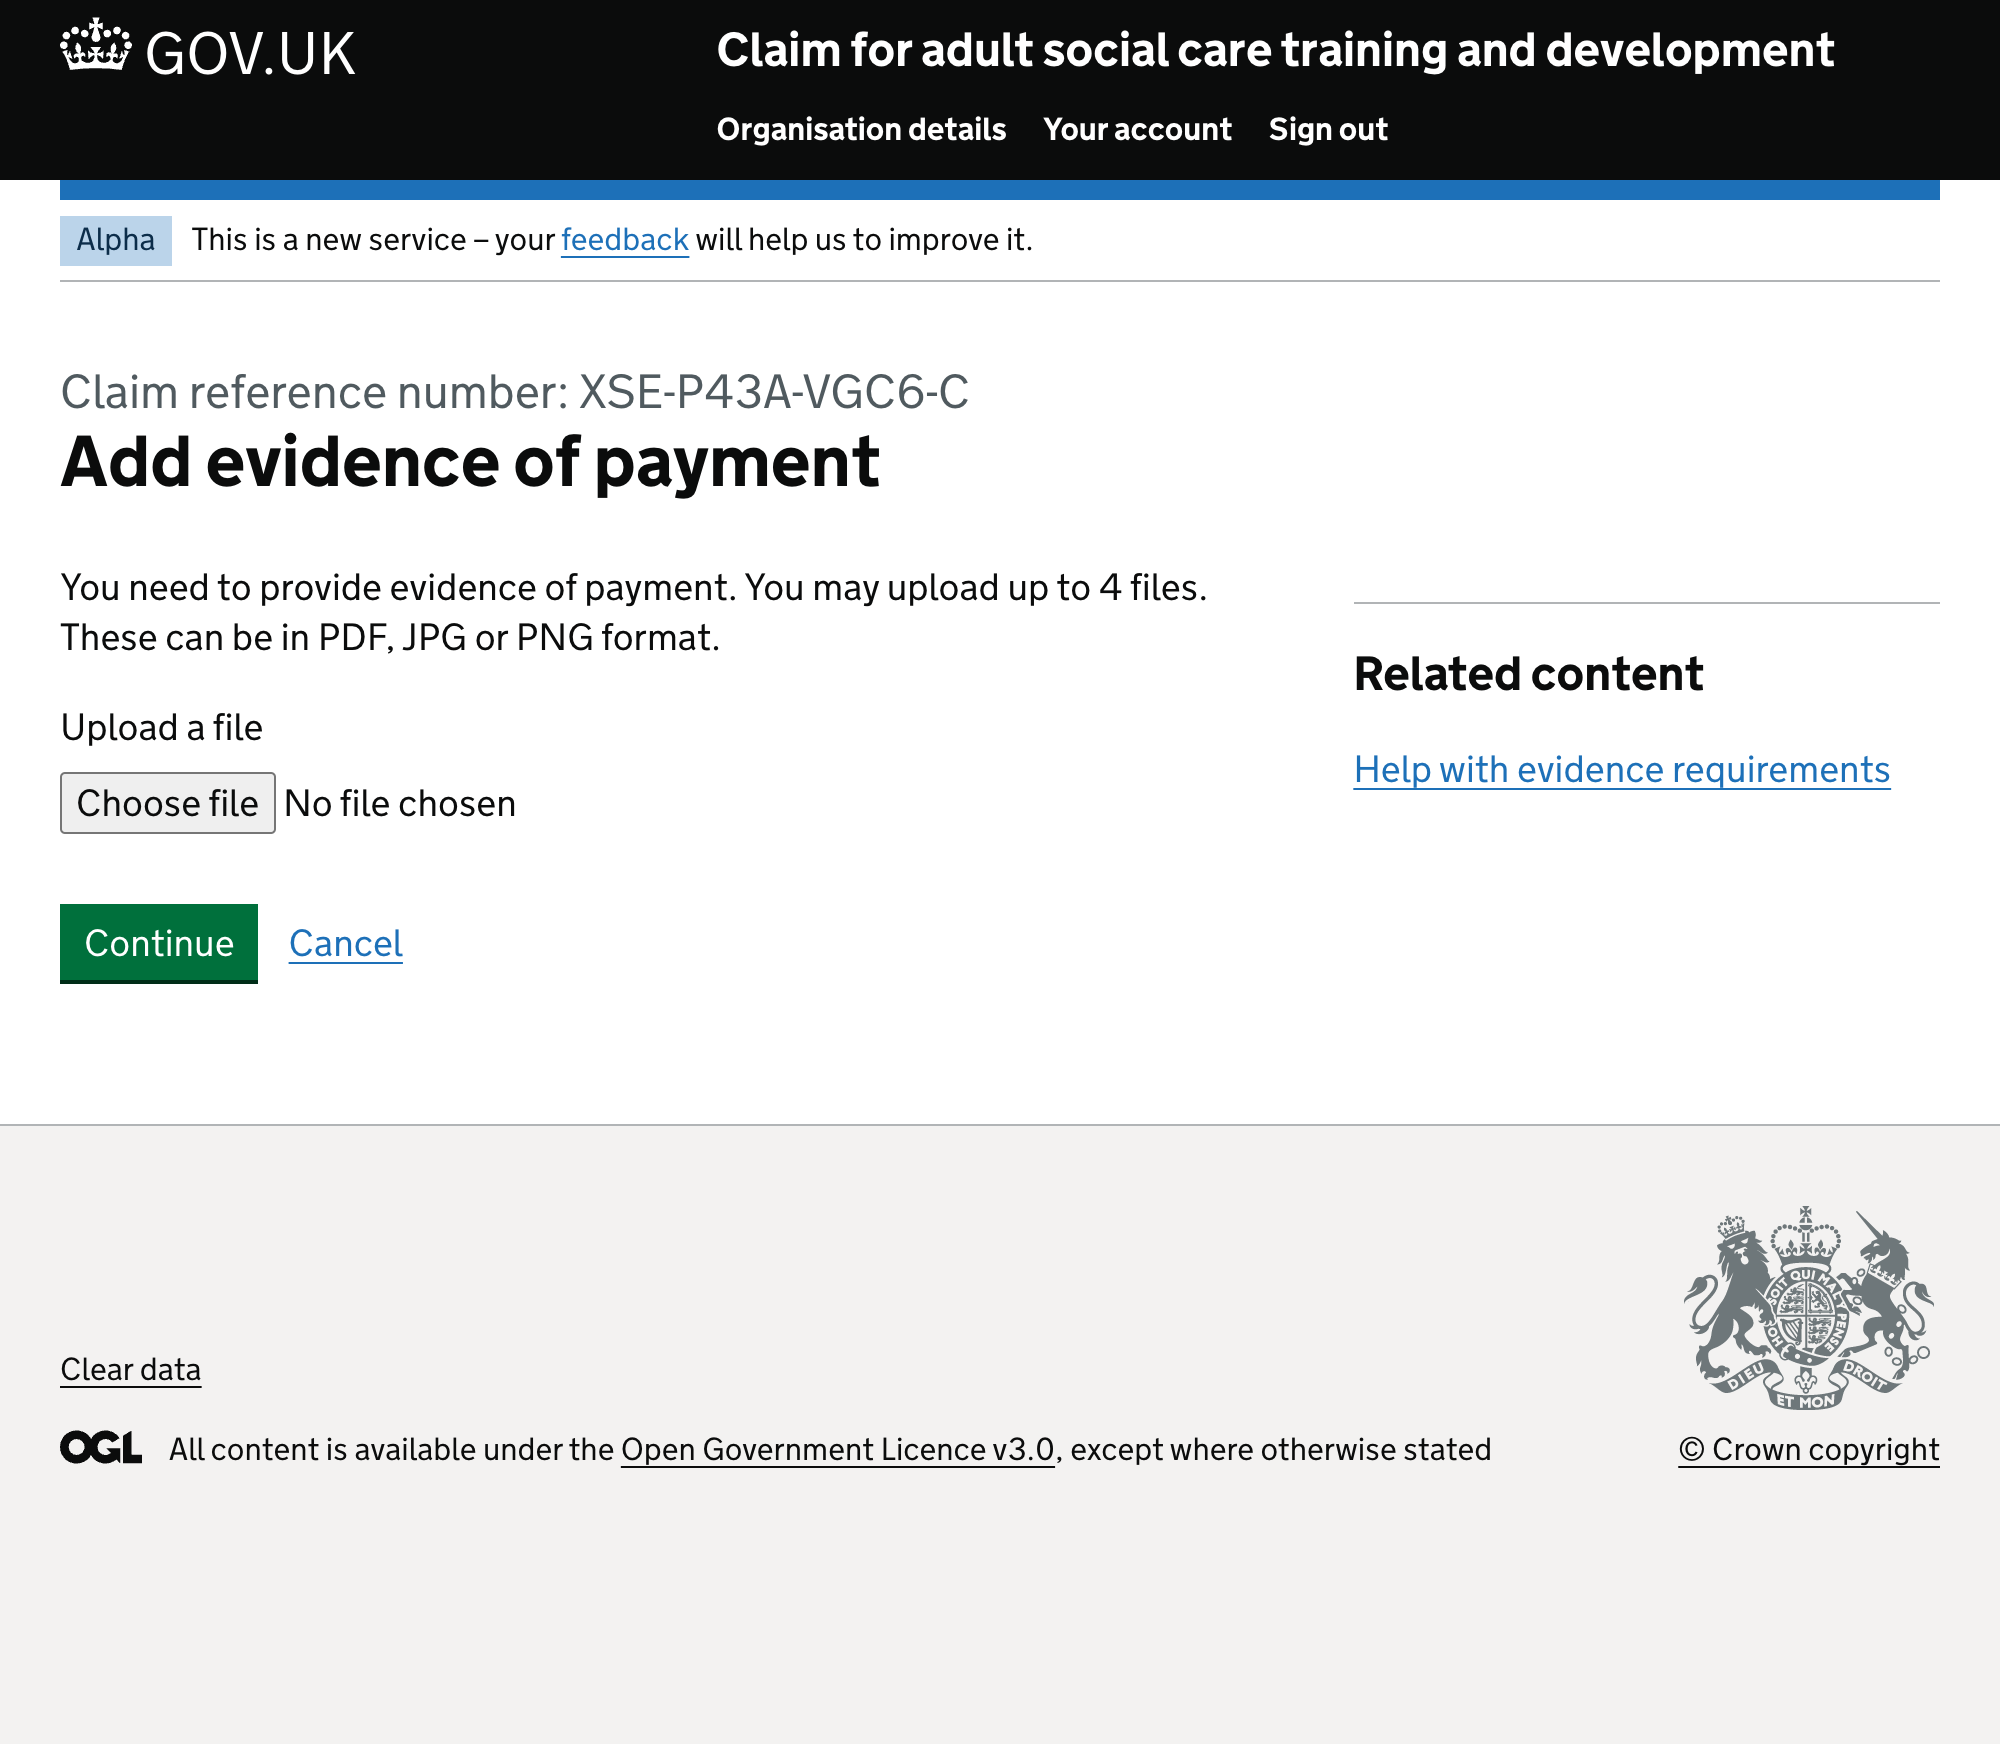 GOV.UK
Claim for adult social care training and development
Organisation details Your account Sign out
Alpha This is a new service – your feedback will help us to improve it.
Claim reference number: XSE-P43A-VGC6-C
Add evidence of payment
You need to provide evidence of payment. You may upload up to 4 files.
These can be in PDF, JPG or PNG format.
Upload a file
Choose file No file chosen
Continue Cancel
Related content
Help with evidence requirements
Clear data
OGL All content is available under the Open Government Licence v3.0, except where otherwise stated
SOIT QUI MAL Y PENSE
DIEU ET MON DROIT
© Crown copyright